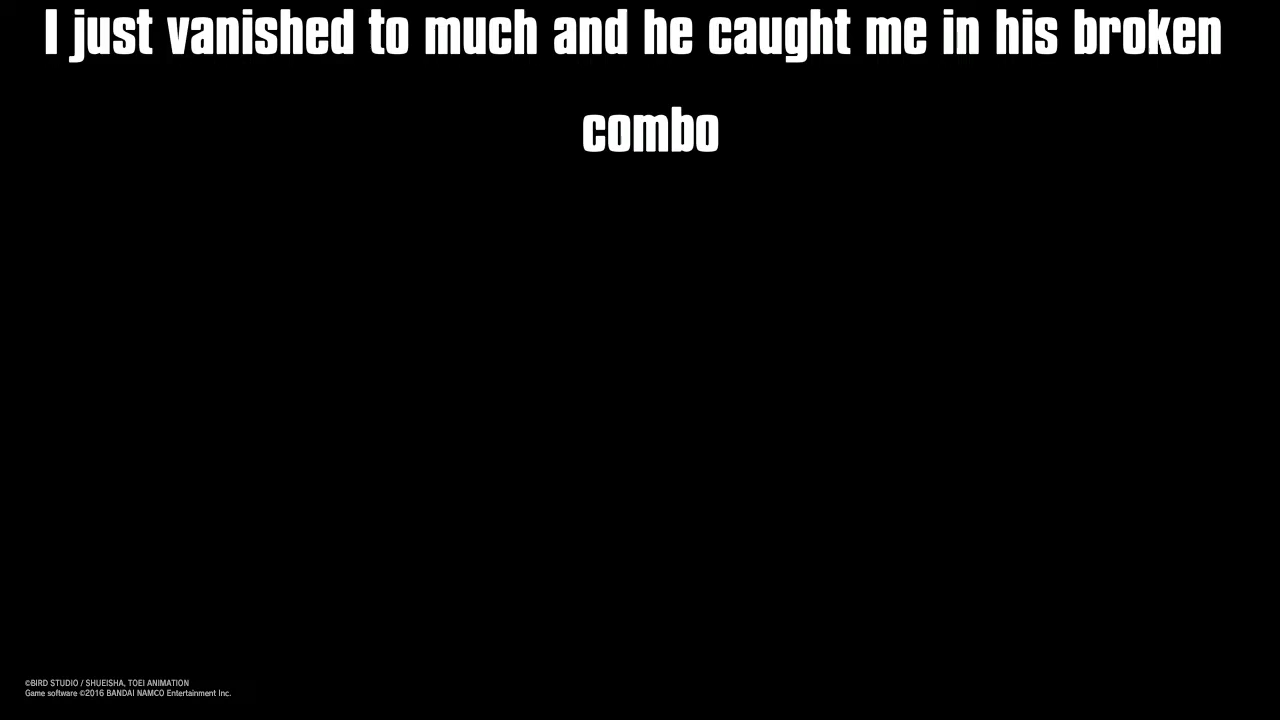 I just vanished to much and he caught me in his broken
combo
©BIRD STUDIO / SHUEISHA, TOEI ANIMATION
Game software ©2016 BANDAI NAMCO Entertainment Inc.